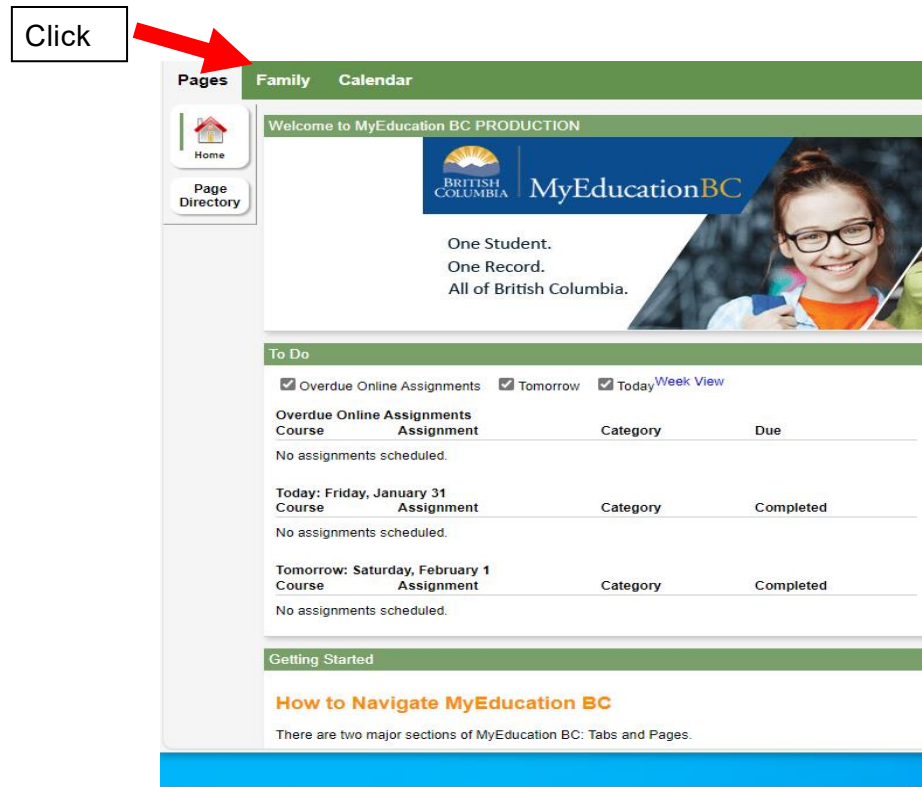 Click
Pages Family Calendar
Home
Page
Directory
Welcome to MyEducation BC PRODUCTION
BRITISH
COLUMBIA
MyEducationBC
One Student.
One Record.
All of British Columbia.
To Do
Overdue Online Assignments Tomorrow Today Week View
Overdue Online Assignments
Course Assignment Category Due
No assignments scheduled.
Today: Friday, January 31
Course Assignment Category Completed
No assignments scheduled.
Tomorrow: Saturday, February 1
Course Assignment Category Completed
No assignments scheduled.
Getting Started
How to Navigate MyEducation BC
There are two major sections of MyEducation BC: Tabs and Pages.